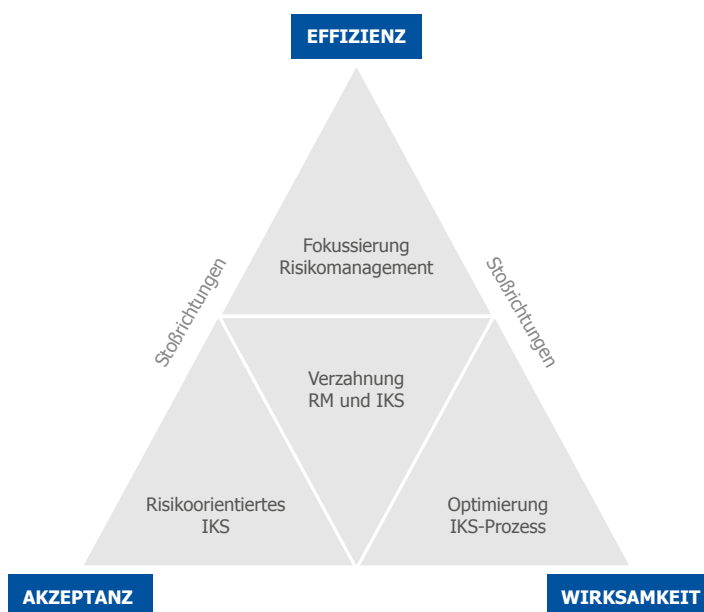 EFFIZIENZ
Fokussierung
Risikomanagement
Stoßrichtungen
Stoßrichtungen
Verzahnung
RM und IKS
Risikoorientiertes
IKS
Optimierung
IKS-Prozess
AKZEPTANZ
WIRKSAMKEIT